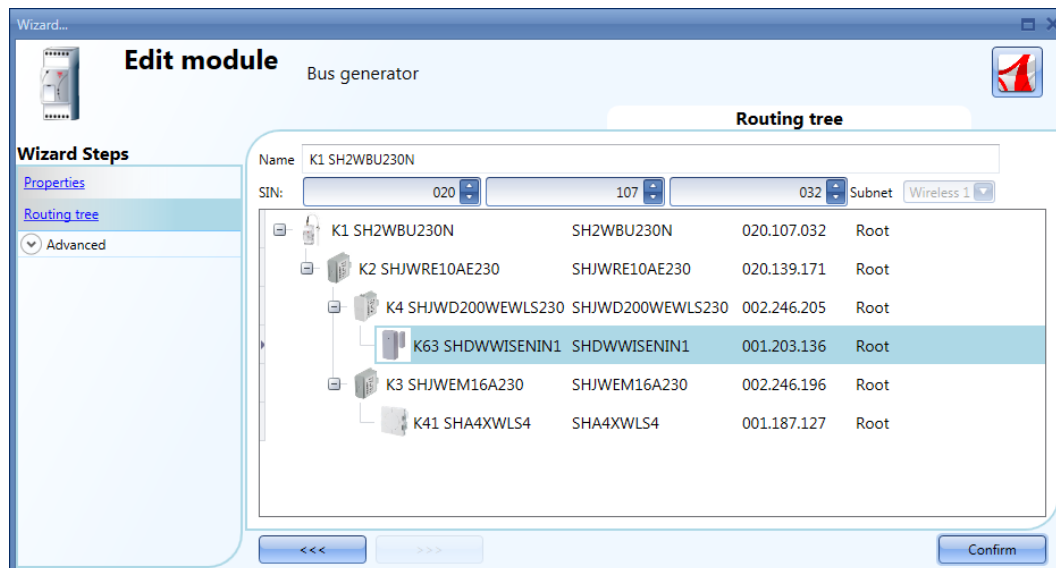 Wizard...
Edit module
Bus generator
Routing tree
Wizard Steps
Properties
Routing tree
Advanced
Name K1 SH2WBU230N
SIN: 020 107 032 Subnet Wireless 1
K1 SH2WBU230N SH2WBU230N 020.107.032 Root
K2 SHJWRE10AE230 SHJWRE10AE230 020.139.171 Root
K4 SHJWD200WEWLS230 SHJWD200WEWLS230 002.246.205 Root
K63 SHDWWISENIN1 SHDWWISENIN1 001.203.136 Root
K3 SHJWEM16A230 SHJWEM16A230 002.246.196 Root
K41 SHA4XWLS4 SHA4XWLS4 001.187.127 Root
<<< >>> Confirm